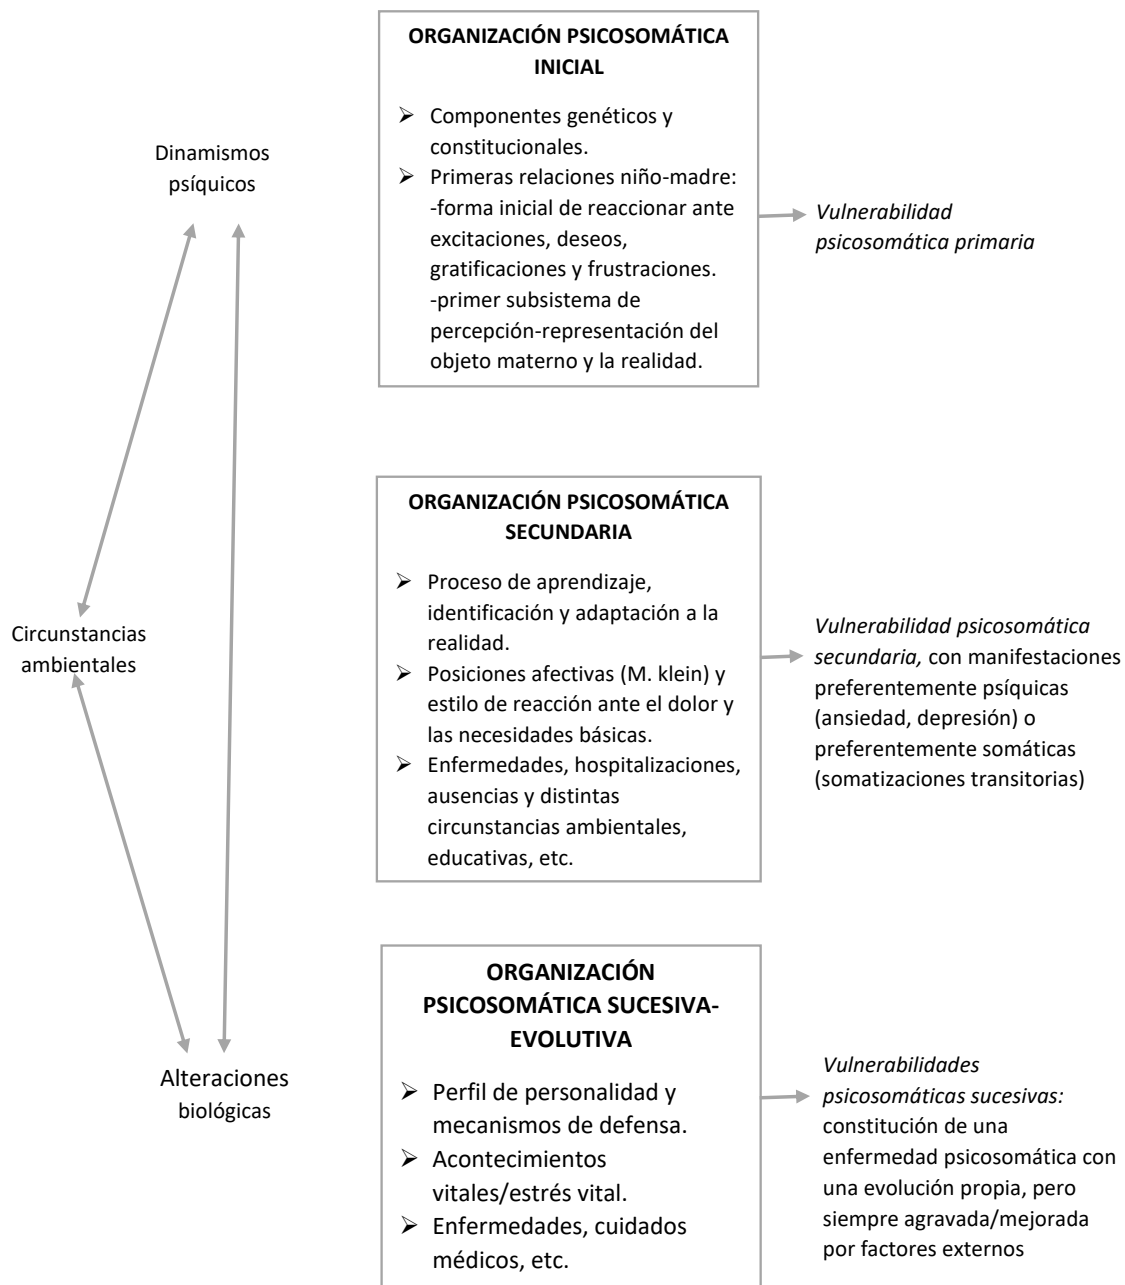 ORGANIZACIÓN PSICOSOMÁTICA
INICIAL
➢ Componentes genéticos y
constitucionales.
➢ Primeras relaciones niño-madre:
-forma inicial de reaccionar ante
excitaciones, deseos,
gratificaciones y frustraciones.
-primer subsistema de
percepción-representación del
objeto materno y la realidad.
Dinamismos
psíquicos
Vulnerabilidad
psicosomática primaria
ORGANIZACIÓN PSICOSOMÁTICA
SECUNDARIA
➢ Proceso de aprendizaje,
identificación y adaptación a la
realidad.
➢ Posiciones afectivas (M. klein) y
estilo de reacción ante el dolor y
las necesidades básicas.
➢ Enfermedades, hospitalizaciones,
ausencias y distintas
circunstancias ambientales,
educativas, etc.
Circunstancias
ambientales
Vulnerabilidad psicosomática
secundaria, con manifestaciones
preferentemente psíquicas
(ansiedad, depresión) o
preferentemente somáticas
(somatizaciones transitorias)
ORGANIZACIÓN
PSICOSOMÁTICA SUCESIVA-
EVOLUTIVA
➢ Perfil de personalidad y
mecanismos de defensa.
➢ Acontecimientos
vitales/estrés vital.
➢ Enfermedades, cuidados
médicos, etc.
Alteraciones
biológicas
Vulnerabilidades
psicosomáticas sucesivas:
constitución de una
enfermedad psicosomática con
una evolución propia, pero
siempre agravada/mejorada
por factores externos